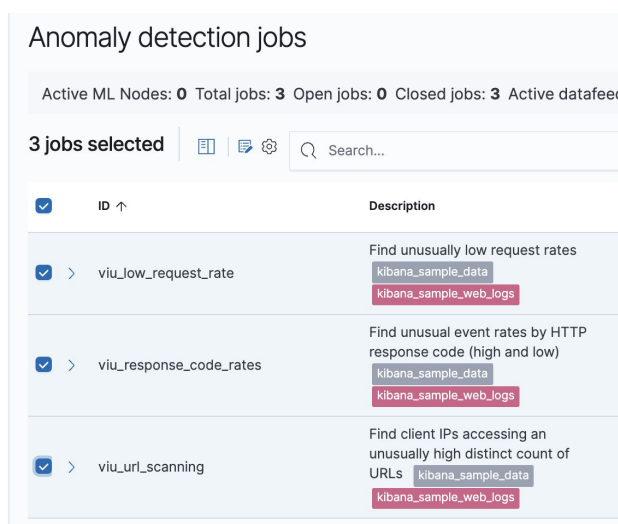 Anomaly detection jobs
Active ML Nodes: 0 Total jobs: 3 Open jobs: 0 Closed jobs: 3 Active datafeed
3 jobs selected
Search...
ID ↑ Description
Find unusually low request rates
viu_low_request_rate
kibana_sample_data
kibana_sample_web_logs
Find unusual event rates by HTTP
response code (high and low)
viu_response_code_rates
kibana_sample_data
kibana_sample_web_logs
Find client IPs accessing an
unusually high distinct count of
viu_url_scanning
URLs kibana_sample_data
kibana_sample_web_logs